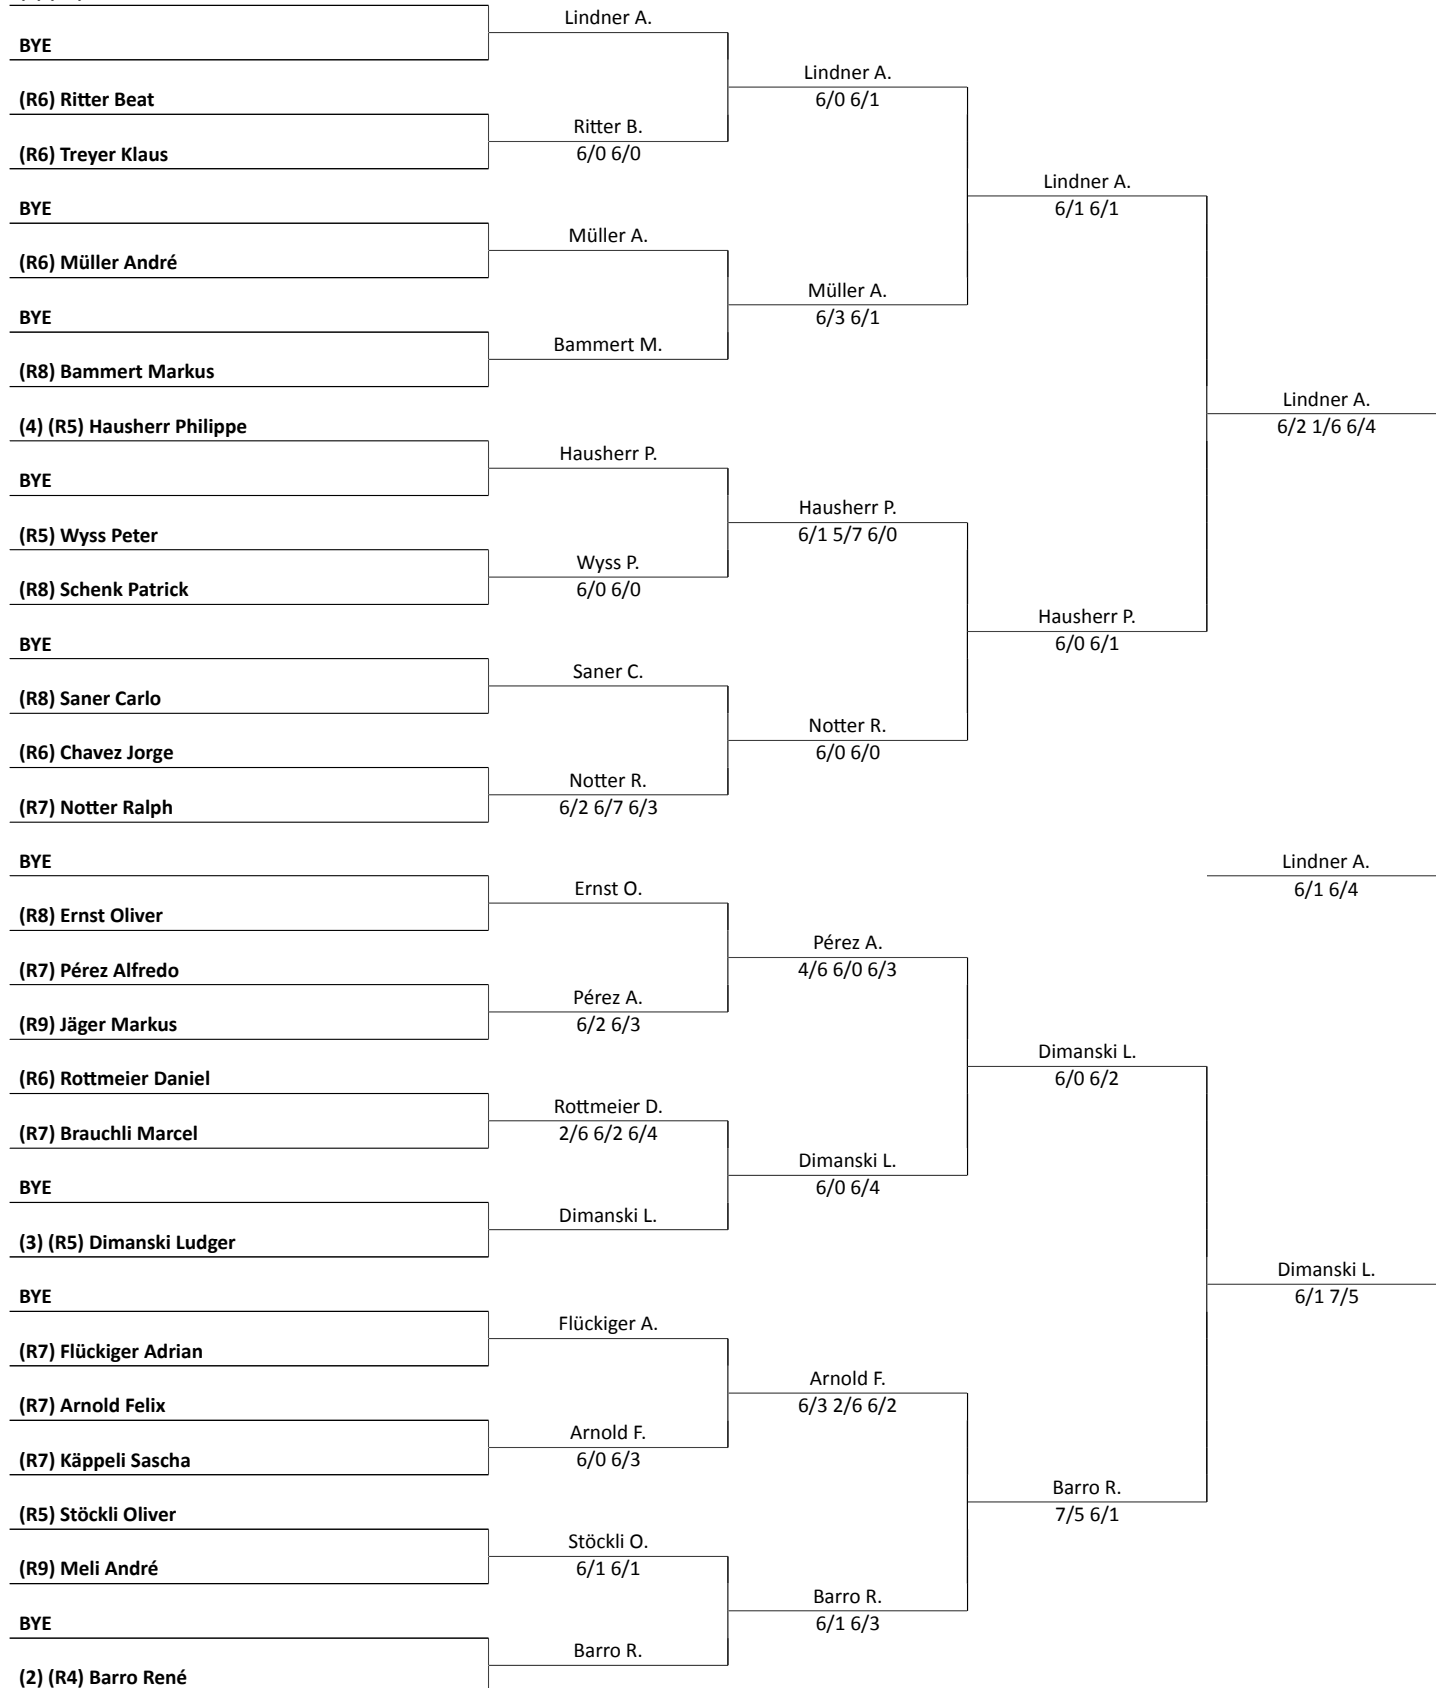 BYE
(R6) Ritter Beat
(R6) Treyer Klaus
BYE
(R6) Müller André
BYE
(R8) Bammert Markus
(4) (R5) Hausherr Philippe
BYE
(R5) Wyss Peter
(R8) Schenk Patrick
BYE
(R8) Saner Carlo
(R6) Chavez Jorge
(R7) Notter Ralph
BYE
(R8) Ernst Oliver
(R7) Pérez Alfredo
(R9) Jäger Markus
(R6) Rottmeier Daniel
(R7) Brauchli Marcel
BYE
(3) (R5) Dimanski Ludger
BYE
(R7) Flückiger Adrian
(R7) Arnold Felix
(R7) Käppeli Sascha
(R5) Stöckli Oliver
(R9) Meli André
BYE
(2) (R4) Barro René
Lindner A.
Ritter B.
6/0 6/0
Müller A.
Bammert M.
Hausherr P.
Wyss P.
6/0 6/0
Saner C.
Notter R.
6/2 6/7 6/3
Ernst O.
Pérez A.
6/2 6/3
Rottmeier D.
2/6 6/2 6/4
Dimanski L.
Flückiger A.
Arnold F.
6/0 6/3
Stöckli O.
6/1 6/1
Barro R.
Lindner A.
6/0 6/1
Müller A.
6/3 6/1
Hausherr P.
6/1 5/7 6/0
Notter R.
6/0 6/0
Pérez A.
4/6 6/0 6/3
Dimanski L.
6/0 6/4
Arnold F.
6/3 2/6 6/2
Barro R.
6/1 6/3
Lindner A.
6/1 6/1
Hausherr P.
6/0 6/1
Dimanski L.
6/0 6/2
Barro R.
7/5 6/1
Lindner A.
6/2 1/6 6/4
Lindner A.
6/1 6/4
Dimanski L.
6/1 7/5